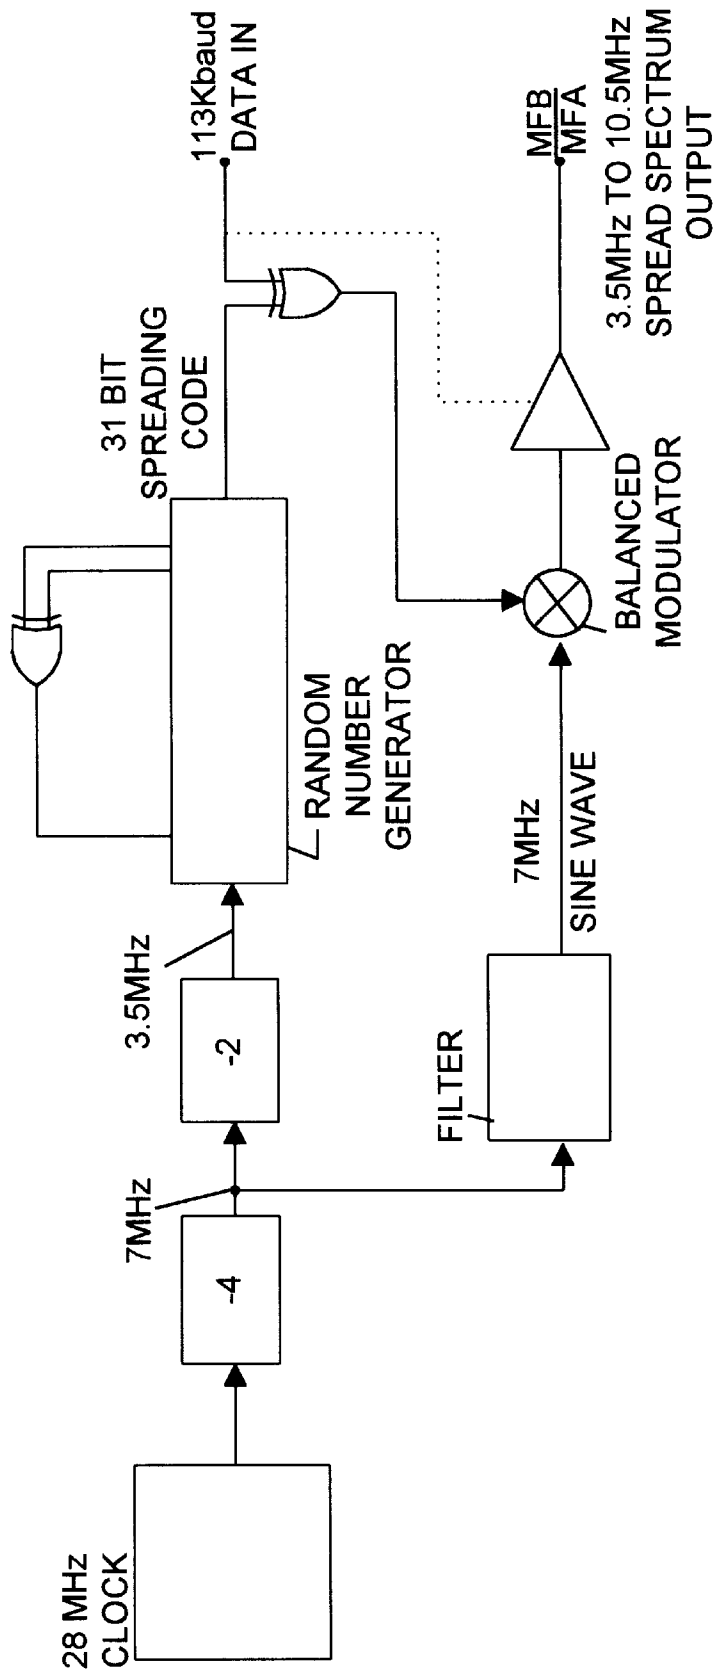 28 MHz
CLOCK
-4
7MHz
-2
3.5MHz
FILTER
RANDOM
NUMBER
GENERATOR
7MHz
SINE WAVE
31 BIT
SPREADING
CODE
BALANCED
MODULATOR
113Kbaud
DATA IN
MFB
MFA
3.5MHz TO 10.5MHz
SPREAD SPECTRUM
OUTPUT